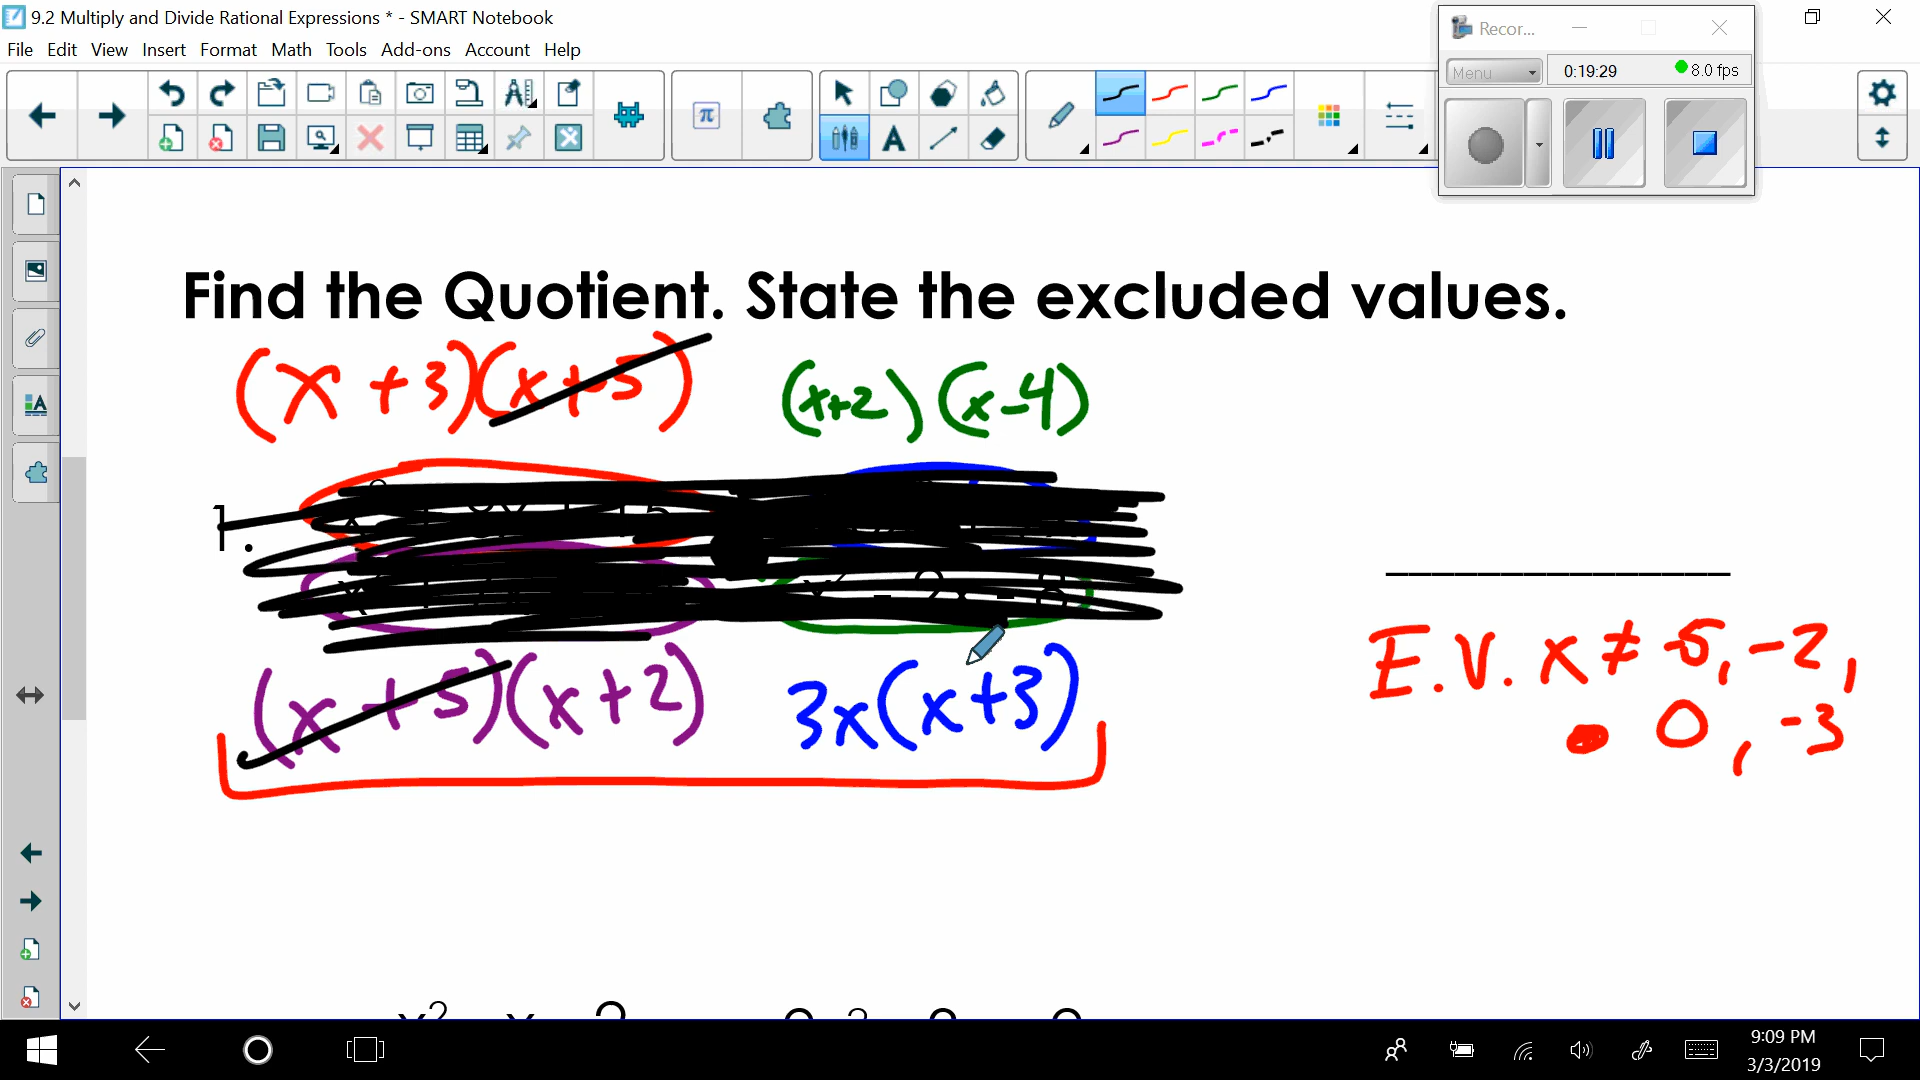 9.2 Multiply and Divide Rational Expressions * - SMART Notebook
File Edit View Insert Format Math Tools Add-ons Account Help
Recor...
Menu 0:19:29 8.0 fps
π
A
A
Find the Quotient. State the excluded values.
(x + 3)(x+5) (x+2)(x-4)
1.
(x + 5)(x+2) 3x(x+3)
E.V. x ≠ -5, -2,
0, -3
9:09 PM
3/3/2019